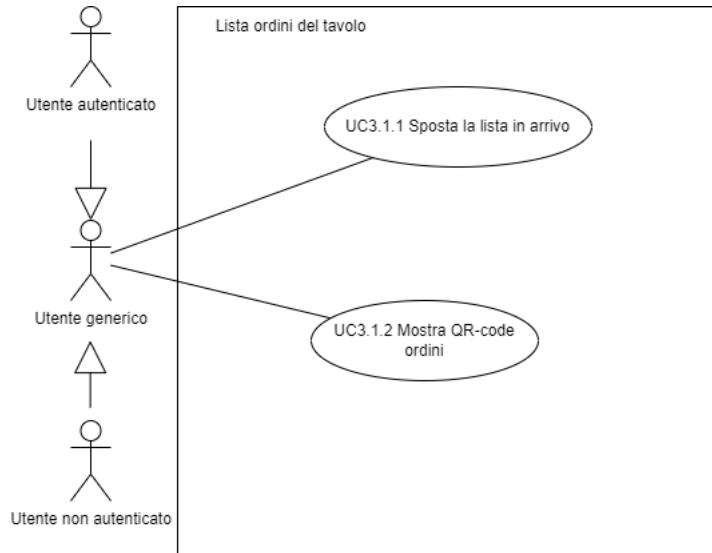 Lista ordini del tavolo
Utente autenticato
UC3.1.1 Sposta la lista in arrivo
Utente generico
UC3.1.2 Mostra QR-code
ordini
Utente non autenticato